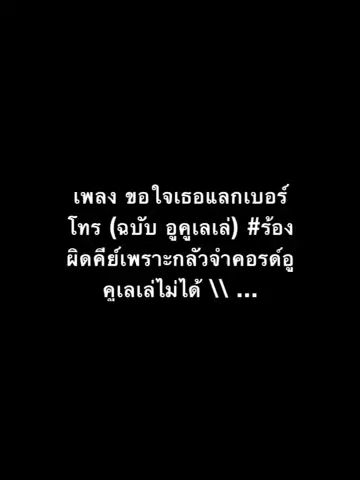 เพลง ขอใจเธอแลกเบอร์
โทร (ฉบับ อูคูเลเล่) #ร้อง
ผิดคีย์เพราะกลัวจำคอรด์อู
คูเลเล่ไม่ได้ \\ ...